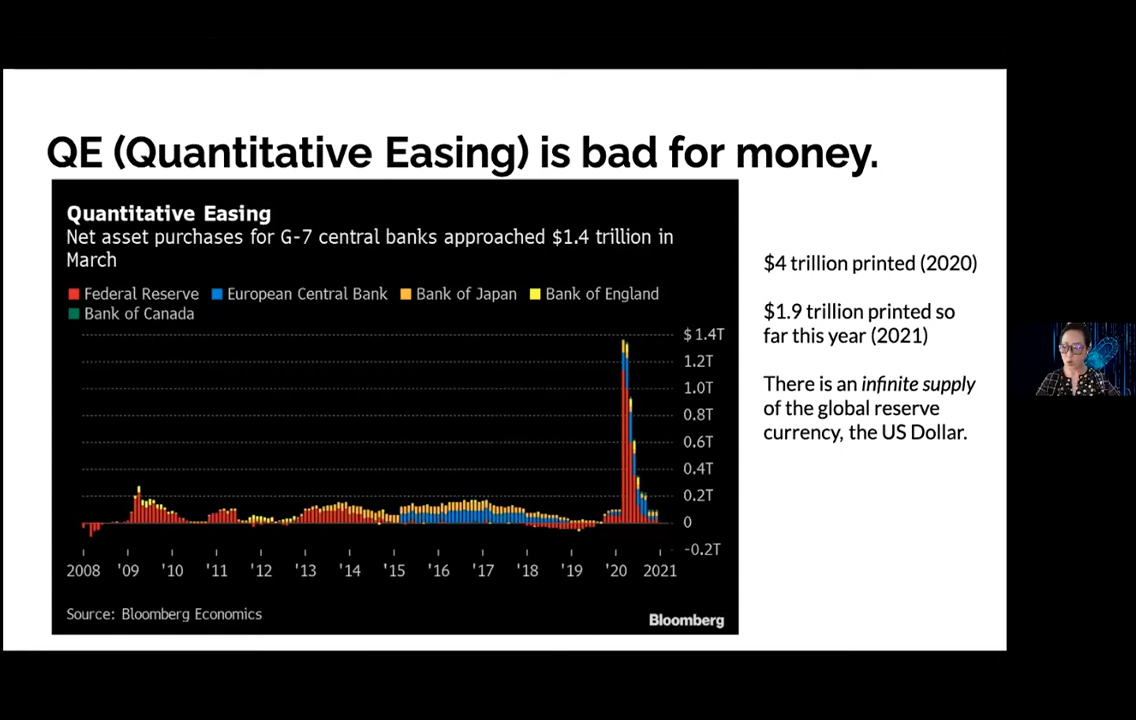 QE (Quantitative Easing) is bad for money.
Quantitative Easing
Net asset purchases for G-7 central banks approached $1.4 trillion in
March
Federal Reserve European Central Bank Bank of Japan Bank of England
Bank of Canada
$1.4T
1.2T
1.0T
0.8T
0.6T
0.4T
0.2T
0
-0.2T
2008 '09 '10 '11 '12 '13 '14 '15 '16 '17 '18 '19 '20 2021
Source: Bloomberg Economics
Bloomberg
$4 trillion printed (2020)
$1.9 trillion printed so
far this year (2021)
There is an infinite supply
of the global reserve
currency, the US Dollar.